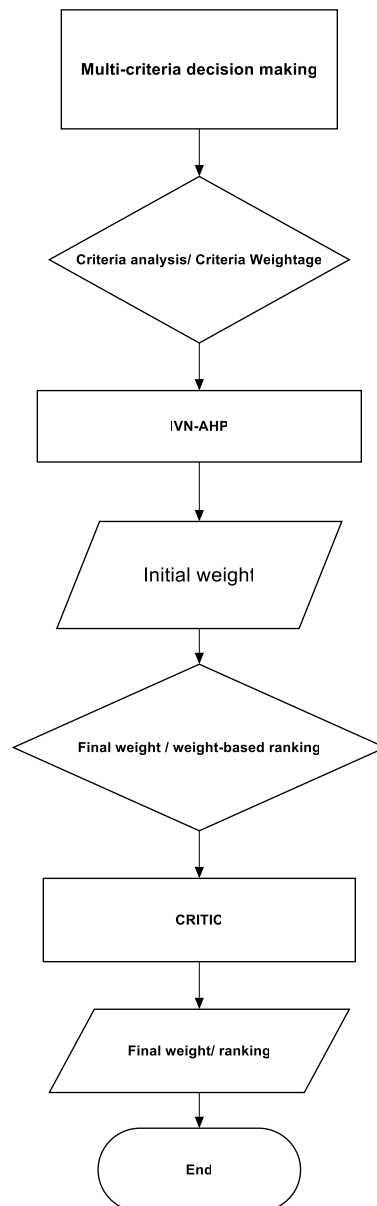 Multi-criteria decision making
Criteria analysis/ Criteria Weightage
IVN-AHP
Initial weight
Final weight / weight-based ranking
CRITIC
Final weight/ ranking
End